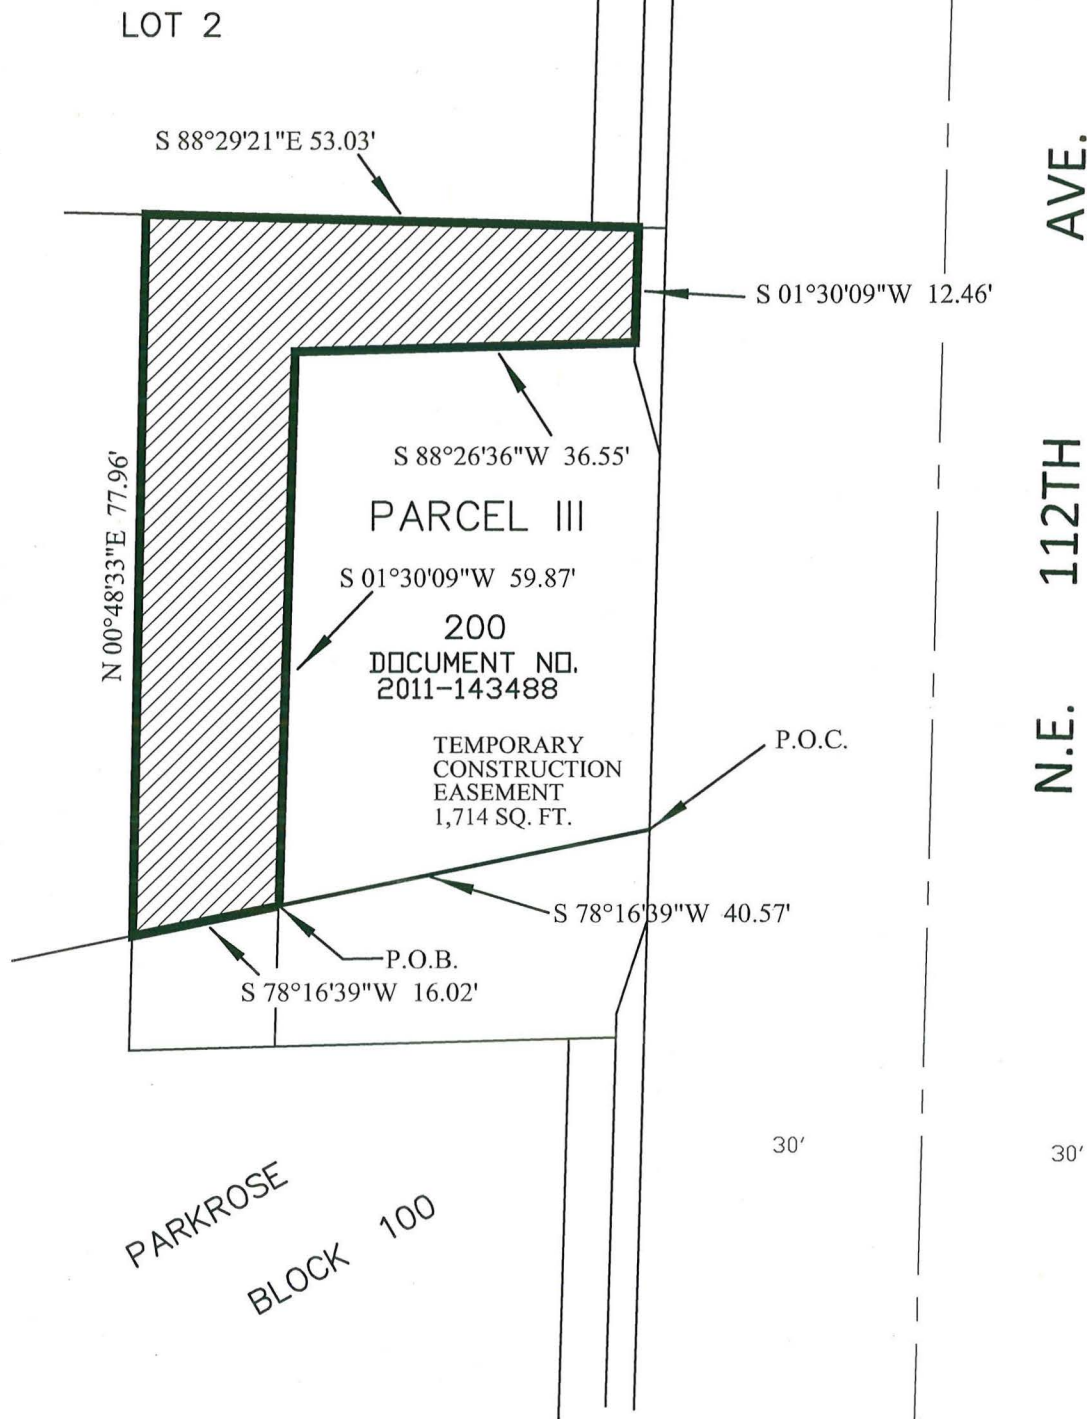 LOT 2
S 88°29'21"E 53.03'
S 01°30'09"W 12.46'
S 88°26'36"W 36.55'
N 00°48'33"E 77.96'
PARCEL III
S 01°30'09"W 59.87'
200
DOCUMENT NO.
2011-143488
TEMPORARY
CONSTRUCTION
EASEMENT
1,714 SQ. FT.
P.O.C.
S 78°16'39"W 40.57'
P.O.B.
S 78°16'39"W 16.02'
N.E. 112TH AVE.
30'
30'
PARKROSE
BLOCK 100